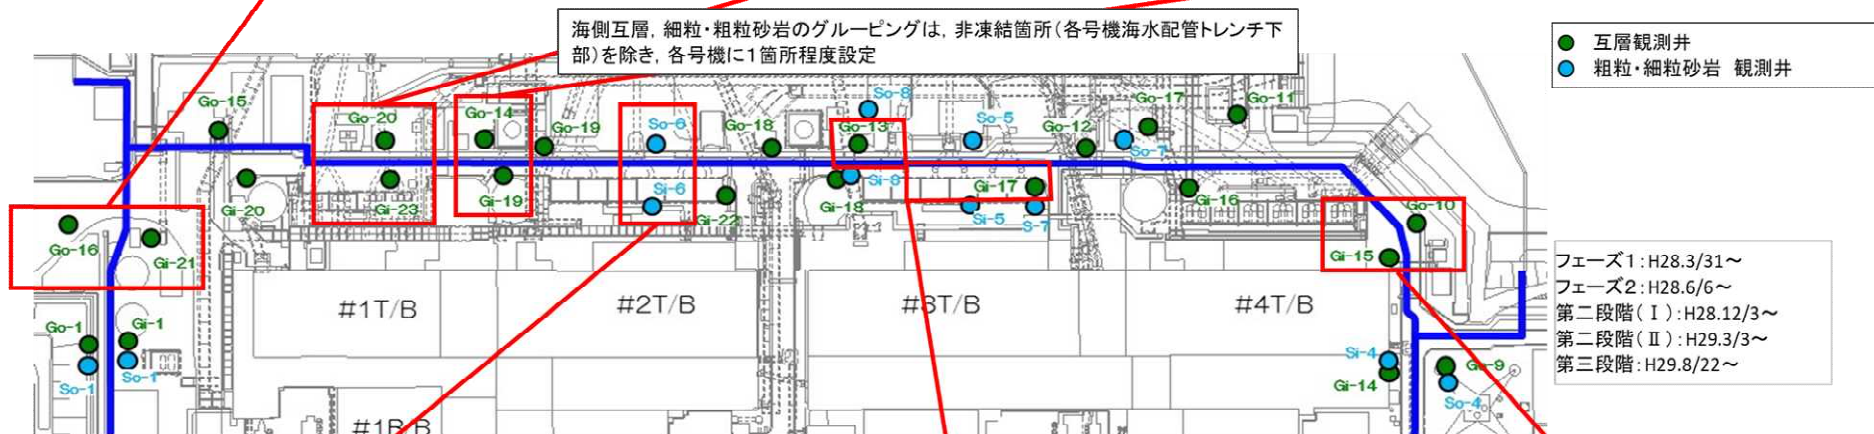 海側互層，細粒・粗粒砂岩のグルーピングは，非凍結箇所（各号機海水配管トレンチ下
部）を除き，各号機に１箇所程度設定
互層観測井
粗粒・細粒砂岩　観測井
Go-15
Go-20
Go-14
Go-19
So-6
Go-18
So-8
Go-13
So-5
Go-12
Go-17
So-7
Go-11
Gi-20
Gi-23
Gi-19
Si-6
Gi-22
Gi-18
Si-8
Gi-17
Si-5
S-7
Gi-16
Go-10
Gi-15
Go-16
Gi-21
フェーズ１：H28.3/31～
フェーズ２：H28.6/6～
第二段階（Ⅰ）：H28.12/3～
第二段階（Ⅱ）：H29.3/3～
第三段階：H29.8/22～
#1T/B
#2T/B
#3T/B
#4T/B
Go-1
Gi-1
So-1
So-1
Si-4
Gi-14
Go-9
So-4
#1R/B